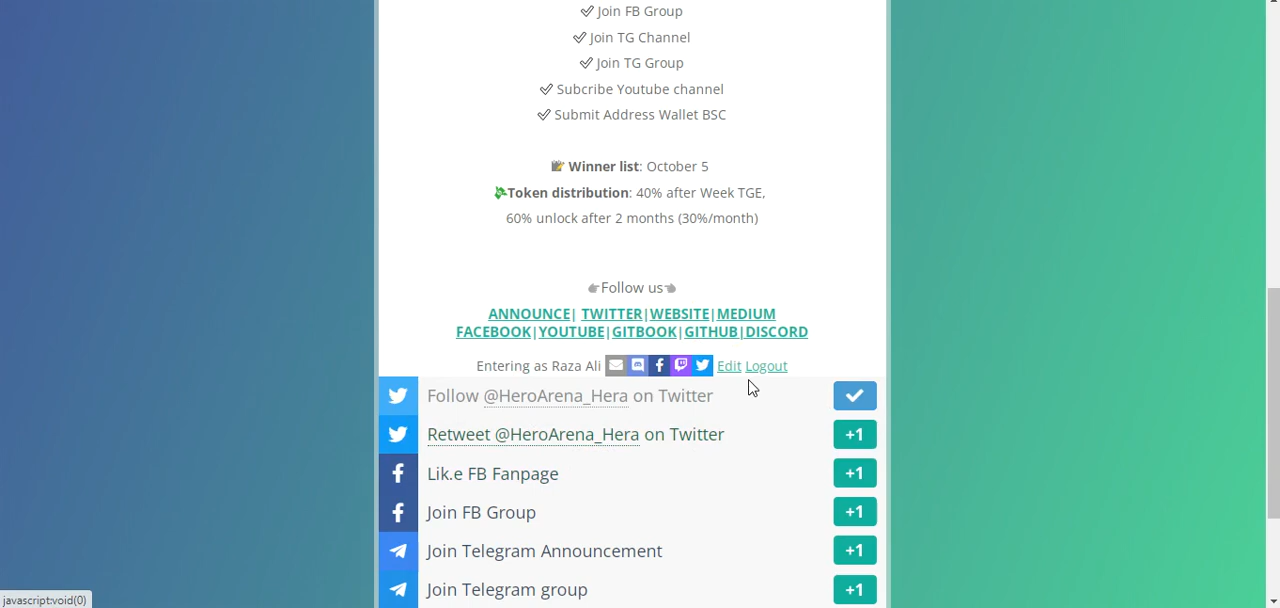 Join FB Group
Join TG Channel
Join TG Group
Subcribe Youtube channel
Submit Address Wallet BSC
Winner list: October 5
Token distribution: 40% after Week TGE,
60% unlock after 2 months (30%/month)
Follow us
ANNOUNCE| TWITTER|WEBSITE|MEDIUM
FACEBOOK|YOUTUBE|GITBOOK|GITHUB|DISCORD
Entering as Raza Ali Edit Logout
Follow @HeroArena_Hera on Twitter
Retweet @HeroArena_Hera on Twitter +1
Lik.e FB Fanpage +1
Join FB Group +1
Join Telegram Announcement +1
Join Telegram group +1
javascript:void(0)